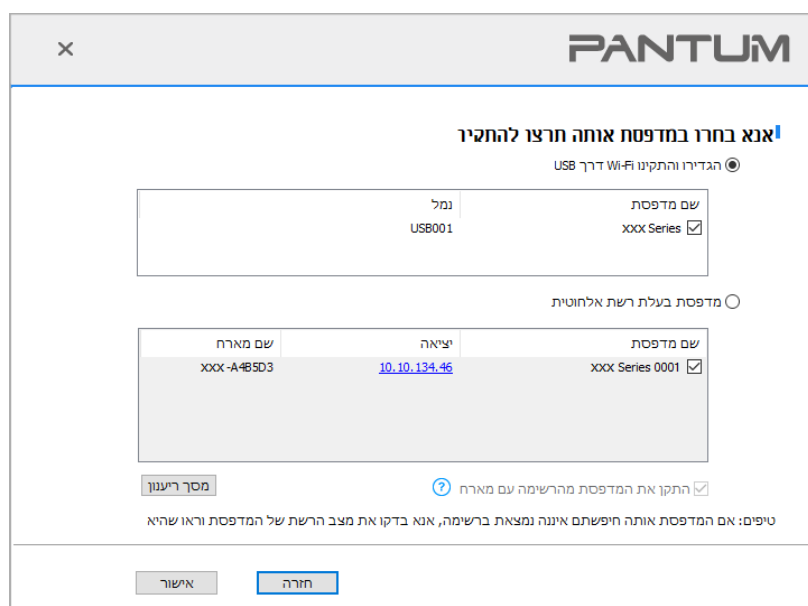 PANTUM
אנא בחרו במדפסת אותה תרצו להתקין
הגדירו והתקינו Wi-Fi דרך USB
שם מדפסת נמל
XXX Series USB001
מדפסת בעלת רשת אלחוטית
שם מדפסת יציאה שם מארח
XXX Series 0001 10.10.134.46 XXX-A4B5D3
התקן את המדפסת מהרשימה עם מארח ?
מסך ריענון
טיפים: אם המדפסת אותה חיפשתם איננה נמצאת ברשימה, אנא בדקו את מצב הרשת של המדפסת וראו שהיא
חזרה אישור